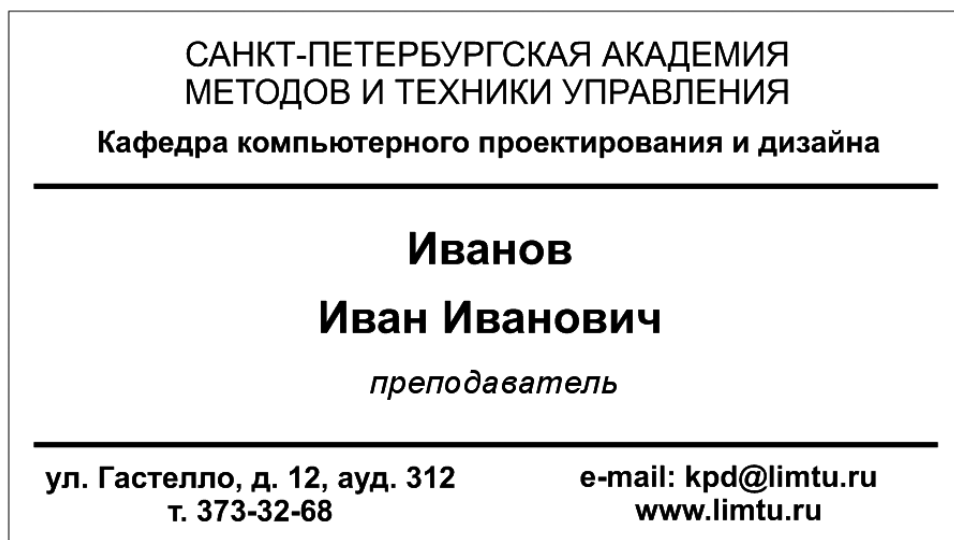 САНКТ-ПЕТЕРБУРГСКАЯ АКАДЕМИЯ
МЕТОДОВ И ТЕХНИКИ УПРАВЛЕНИЯ
Кафедра компьютерного проектирования и дизайна
Иванов
Иван Иванович
преподаватель
ул. Гастелло, д. 12, ауд. 312
т. 373-32-68
e-mail: kpd@limtu.ru
www.limtu.ru